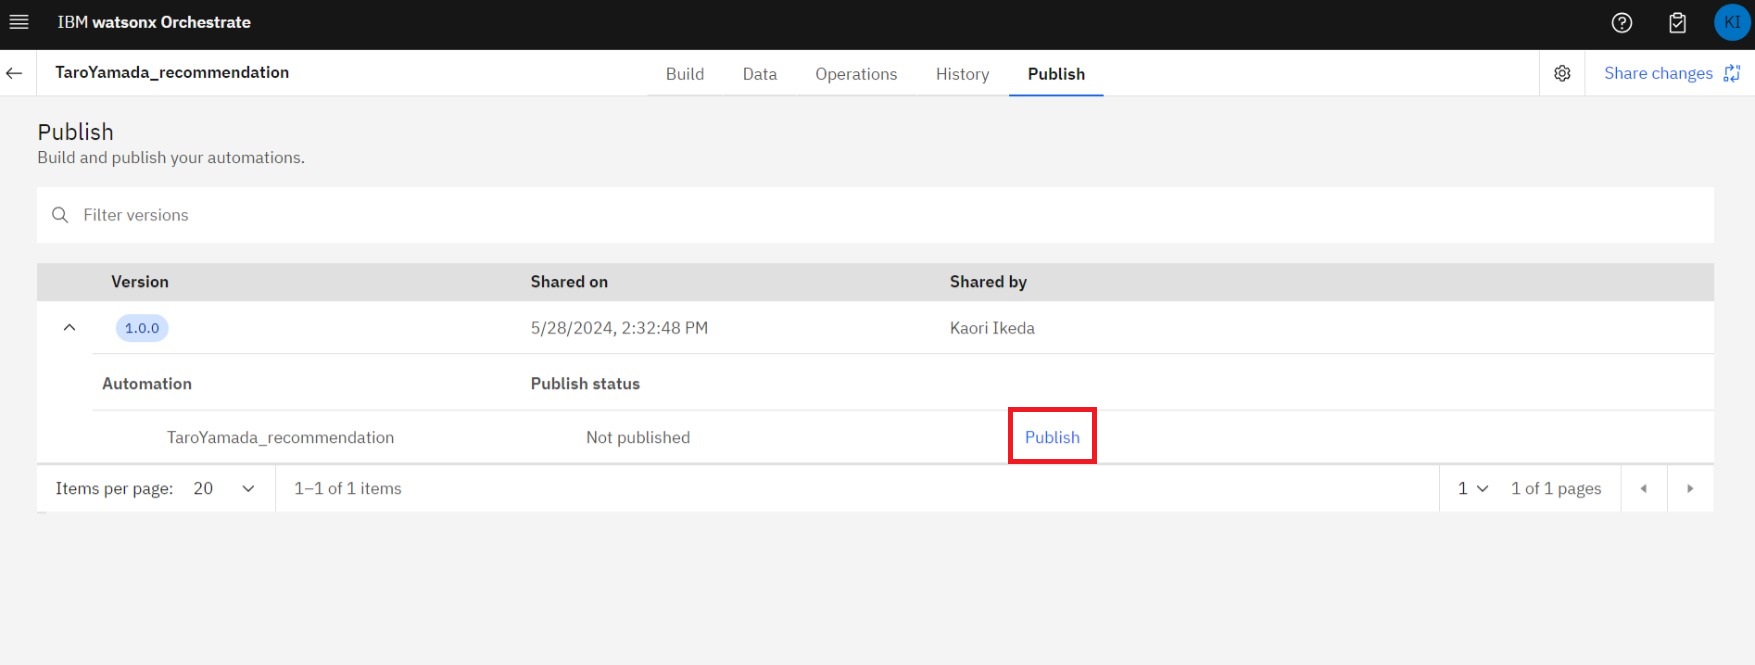 IBM watsonx Orchestrate
KI
TaroYamada_recommendation
Build Data Operations History Publish
Share changes
Publish
Build and publish your automations.
Filter versions
Version Shared on Shared by
1.0.0 5/28/2024, 2:32:48 PM Kaori Ikeda
Automation Publish status
TaroYamada_recommendation Not published Publish
Items per page: 20 1–1 of 1 items 1 1 of 1 pages